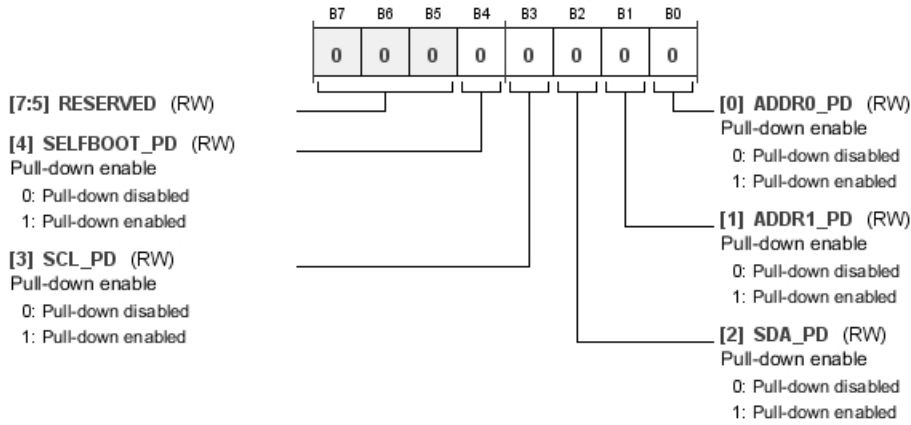 B7 B6 B5 B4 B3 B2 B1 B0
0 0 0 0 0 0 0 0
[7:5] RESERVED (RW)
[4] SELFBOOT_PD (RW)
Pull-down enable
0: Pull-down disabled
1: Pull-down enabled
[3] SCL_PD (RW)
Pull-down enable
0: Pull-down disabled
1: Pull-down enabled
[0] ADDR0_PD (RW)
Pull-down enable
0: Pull-down disabled
1: Pull-down enabled
[1] ADDR1_PD (RW)
Pull-down enable
0: Pull-down disabled
1: Pull-down enabled
[2] SDA_PD (RW)
Pull-down enable
0: Pull-down disabled
1: Pull-down enabled